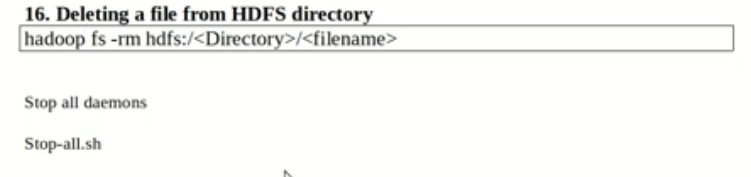 16. Deleting a file from HDFS directory
hadoop fs -rm hdfs:/<Directory>/<filename>
Stop all daemons
Stop-all.sh